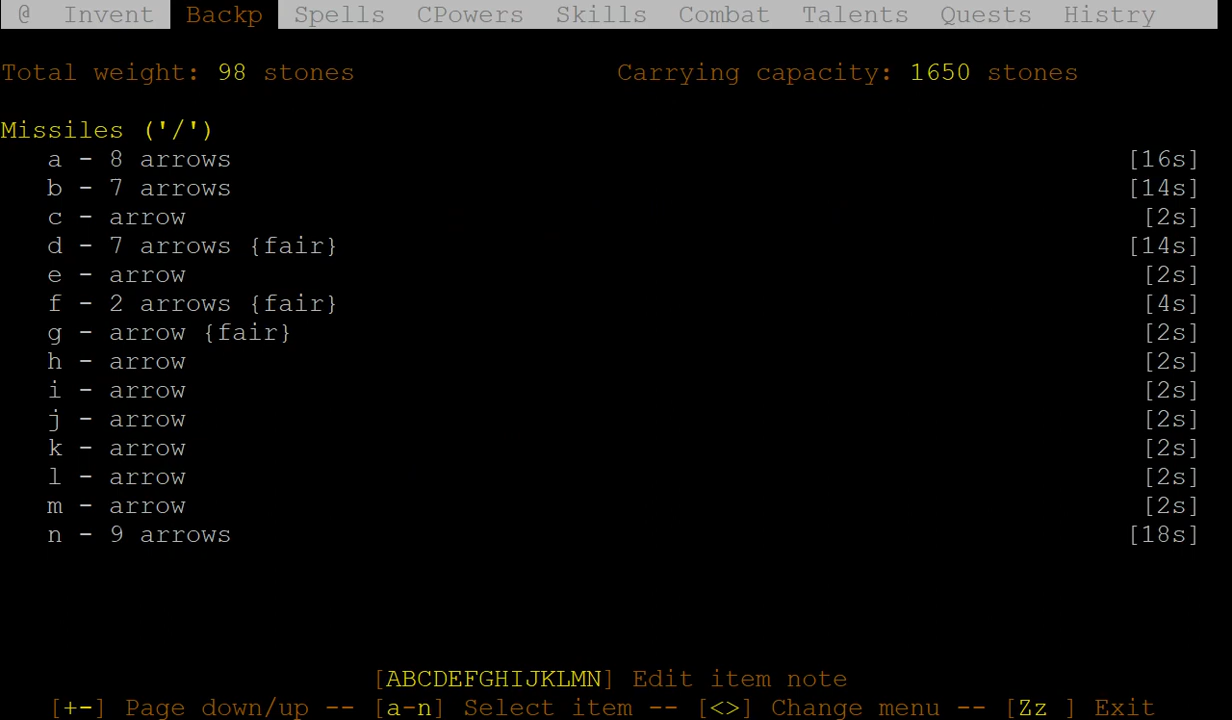 @ Invent Backp Spells CPowers Skills Combat Talents Quests Histry
Total weight: 98 stones Carrying capacity: 1650 stones
Missiles ('/')
a - 8 arrows [16s]
b - 7 arrows [14s]
c - arrow [2s]
d - 7 arrows {fair} [14s]
e - arrow [2s]
f - 2 arrows {fair} [4s]
g - arrow {fair} [2s]
h - arrow [2s]
i - arrow [2s]
j - arrow [2s]
k - arrow [2s]
l - arrow [2s]
m - arrow [2s]
n - 9 arrows [18s]
[ABCDEFGHIJKLMN] Edit item note
[+-] Page down/up -- [a-n] Select item -- [<>] Change menu -- [Zz ] Exit